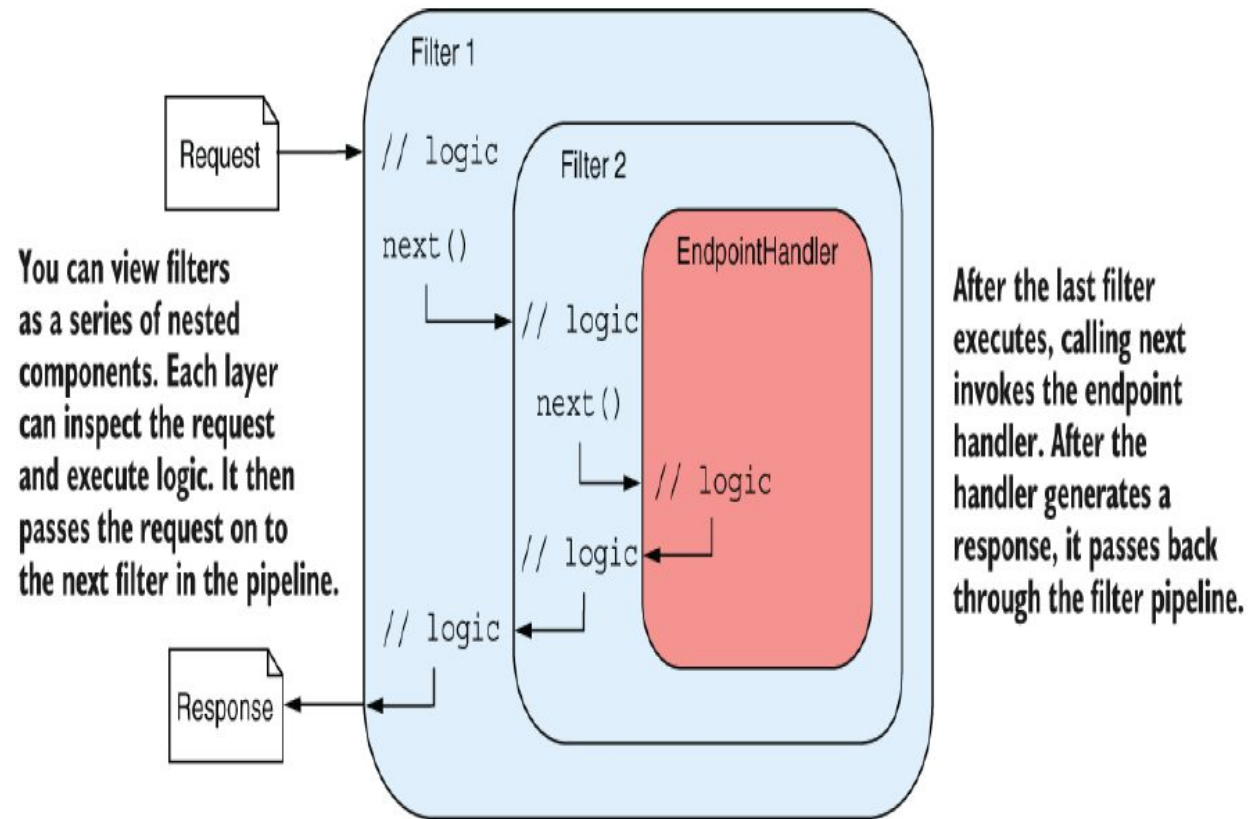 Filter 1
Request
// logic
Filter 2
next()
EndpointHandler
You can view filters
as a series of nested
components. Each layer
can inspect the request
and execute logic. It then
passes the request on to
the next filter in the pipeline.
// logic
next()
// logic
// logic
// logic
Response
After the last filter
executes, calling next
invokes the endpoint
handler. After the
handler generates a
response, it passes back
through the filter pipeline.